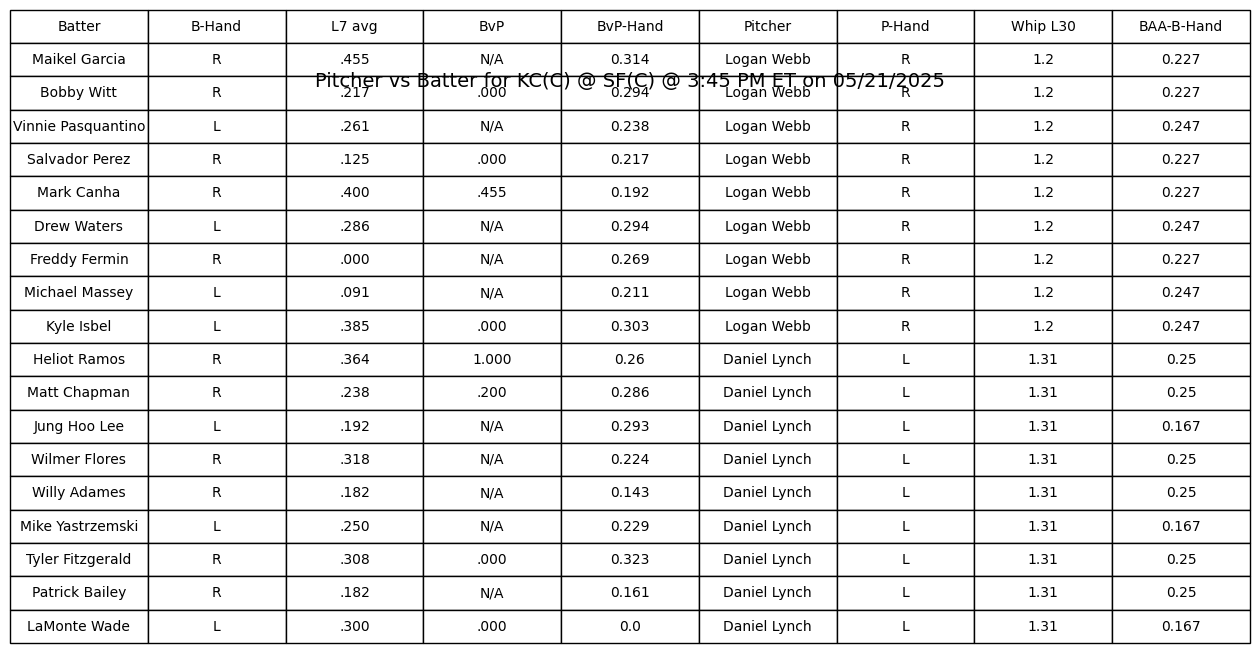 Batter B-Hand L7 avg BvP BvP-Hand Pitcher P-Hand Whip L30 BAA-B-Hand
Maikel Garcia R .455 N/A 0.314 Logan Webb R 1.2 0.227
Pitcher vs Batter for KC(C) @ SF(C) @ 3:45 PM ET on 05/21/2025
Bobby Witt R .217 .000 0.294 Logan Webb R 1.2 0.227
Vinnie Pasquantino L .261 N/A 0.238 Logan Webb R 1.2 0.247
Salvador Perez R .125 .000 0.217 Logan Webb R 1.2 0.227
Mark Canha R .400 .455 0.192 Logan Webb R 1.2 0.227
Drew Waters L .286 N/A 0.294 Logan Webb R 1.2 0.247
Freddy Fermin R .000 N/A 0.269 Logan Webb R 1.2 0.227
Michael Massey L .091 N/A 0.211 Logan Webb R 1.2 0.247
Kyle Isbel L .385 .000 0.303 Logan Webb R 1.2 0.247
Heliot Ramos R .364 1.000 0.26 Daniel Lynch L 1.31 0.25
Matt Chapman R .238 .200 0.286 Daniel Lynch L 1.31 0.25
Jung Hoo Lee L .192 N/A 0.293 Daniel Lynch L 1.31 0.167
Wilmer Flores R .318 N/A 0.224 Daniel Lynch L 1.31 0.25
Willy Adames R .182 N/A 0.143 Daniel Lynch L 1.31 0.25
Mike Yastrzemski L .250 N/A 0.229 Daniel Lynch L 1.31 0.167
Tyler Fitzgerald R .308 .000 0.323 Daniel Lynch L 1.31 0.25
Patrick Bailey R .182 N/A 0.161 Daniel Lynch L 1.31 0.25
LaMonte Wade L .300 .000 0.0 Daniel Lynch L 1.31 0.167